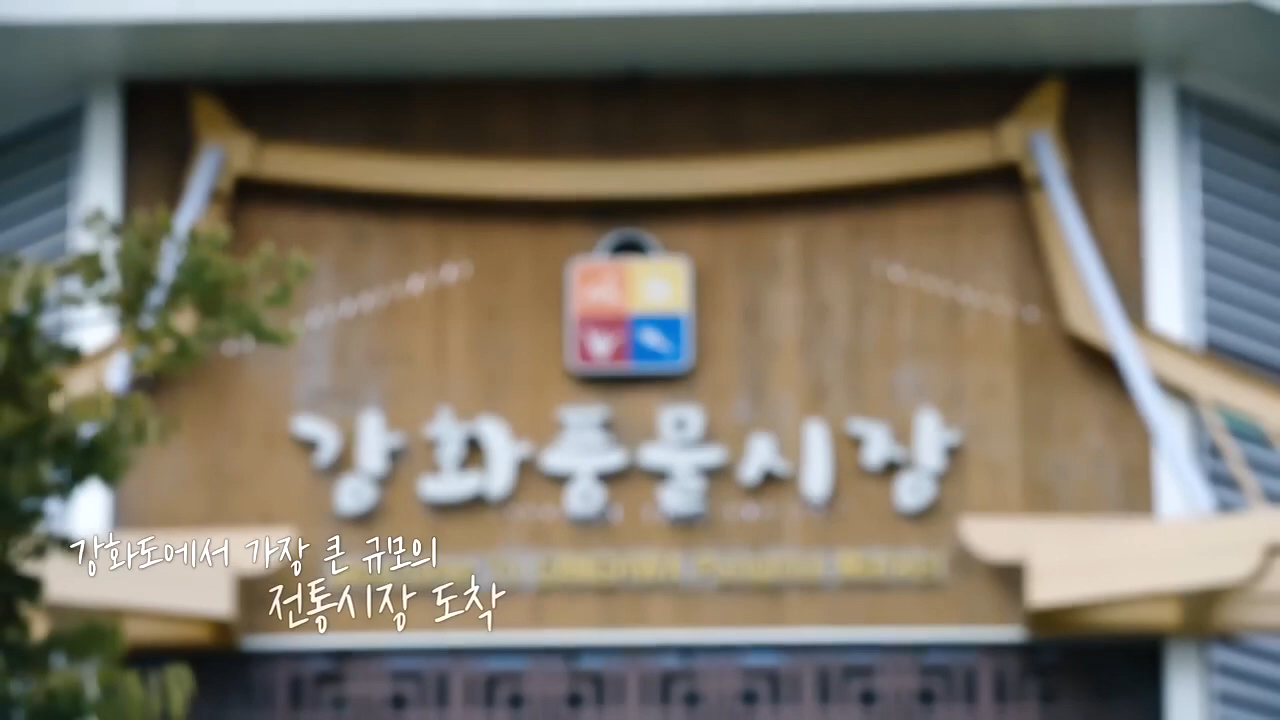 강화풍물시장
강화도에서 가장 큰 규모의
전통시장 도착